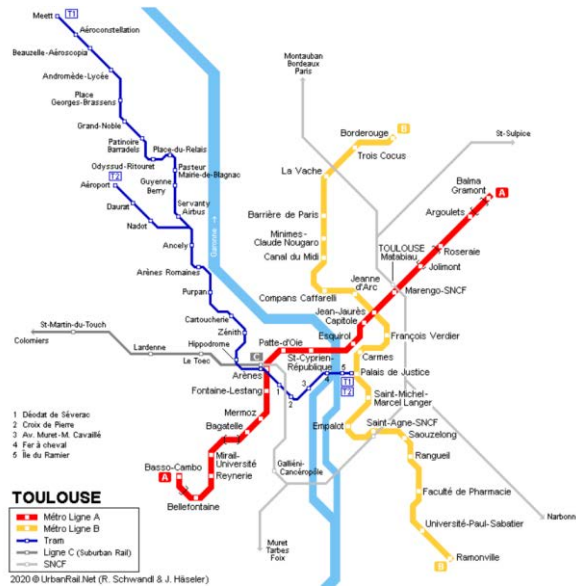 Meett
T1
Aéroconstellation
Beauzelle-Aéroscopia
Andromède-Lycée
Place
Georges-Brassens
Grand-Noble
Patinoire
Barradels
Place-du-Relais
Odyssud-Ritouret
Pasteur
Mairie-de-Blagnac
T2
Guyenne
Berry
Aéroport
Daurat
Servanty
Airbus
Nadot
Ancely
Arènes Romaines
Purpan
Cartoucherie
Zénith
Hippodrome
Garonne →
Montauban
Bordeaux
Paris
St-Sulpice
Borderouge
B
Trois Cocus
La Vache
Balma
Gramont
A
Argoulets
Barrière de Paris
Roseraie
Minimes-
Claude Nougaro
TOULOUSE
Matabiau
Jolimont
Canal du Midi
Jeanne
d'Arc
Marengo-SNCF
Compans Caffarelli
Jean-Jaurès
Capitole
François Verdier
Esquirol
St-Martin-du-Touch
Colomiers
Lardenne
Le Toec
C
Patte-d'Oie
St-Cyprien-
République
Carmes
Arènes
Palais de Justice
T1
T2
1
2
3
4
5
Fontaine-Lestang
Saint-Michel-
Marcel Langer
Mermoz
Empalot
Saint-Agne-SNCF
Bagatelle
Saouzelong
Mirail-
Université
Rangueil
Basso-Cambo
Reynerie
Galliéni-
Cancéropôle
A
Bellefontaine
Faculté de Pharmacie
Université-Paul-Sabatier
Narbonne
Muret
Tarbes
Foix
Ramonville
B
1 Déodat de Séverac
2 Croix de Pierre
3 Av. Muret-M. Cavaillé
4 Fer à cheval
5 Île du Ramier
TOULOUSE
Métro Ligne A
Métro Ligne B
Tram
Ligne C (Suburban Rail)
SNCF
2020 © UrbanRail.Net (R. Schwandl & J. Häseler)